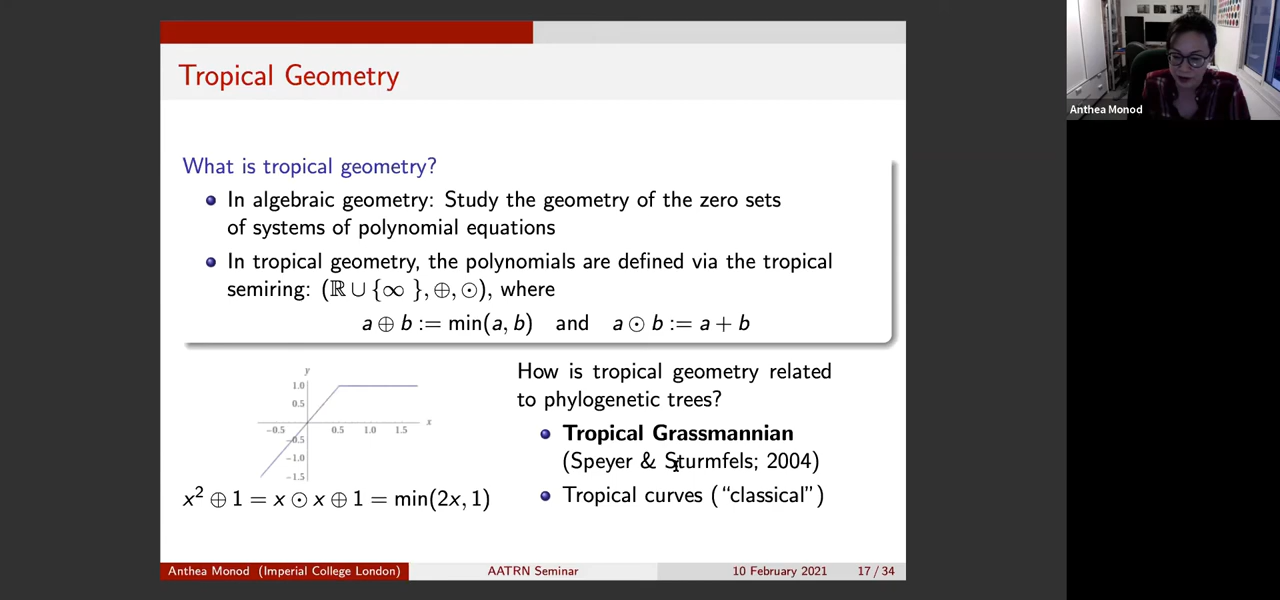 Tropical Geometry
Anthea Monod
What is tropical geometry?
In algebraic geometry: Study the geometry of the zero sets
of systems of polynomial equations
In tropical geometry, the polynomials are defined via the tropical
semiring: (ℝ ∪ {∞ }, ⊕, ⊙), where
a ⊕ b := min(a, b) and a ⊙ b := a + b
y
1.0
0.5
−0.5 0.5 1.0 1.5 x
−0.5
−1.0
−1.5
x² ⊕ 1 = x ⊙ x ⊕ 1 = min(2x, 1)
How is tropical geometry related
to phylogenetic trees?
Tropical Grassmannian
(Speyer & Sturmfels; 2004)
Tropical curves ("classical")
Anthea Monod (Imperial College London) AATRN Seminar 10 February 2021 17 / 34